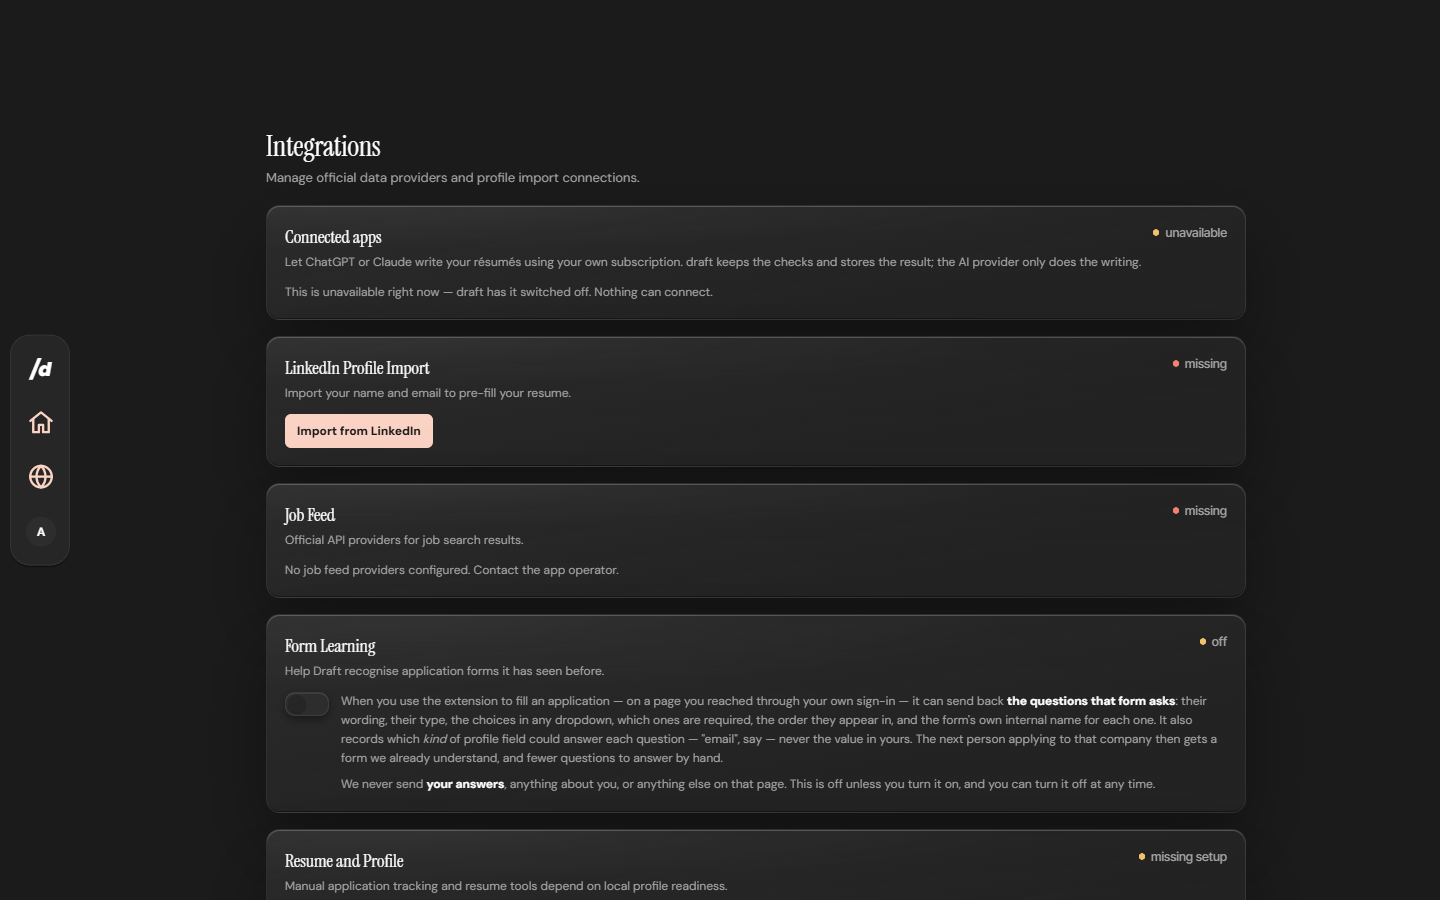 Integrations
Manage official data providers and profile import connections.
Connected apps
unavailable
Let ChatGPT or Claude write your résumés using your own subscription. draft keeps the checks and stores the result; the AI provider only does the writing.
This is unavailable right now — draft has it switched off. Nothing can connect.
LinkedIn Profile Import
missing
Import your name and email to pre-fill your resume.
Import from LinkedIn
/d
A
Job Feed
missing
Official API providers for job search results.
No job feed providers configured. Contact the app operator.
Form Learning
off
Help Draft recognise application forms it has seen before.
When you use the extension to fill an application — on a page you reached through your own sign-in — it can send back the questions that form asks: their
wording, their type, the choices in any dropdown, which ones are required, the order they appear in, and the form's own internal name for each one. It also
records which kind of profile field could answer each question — "email", say — never the value in yours. The next person applying to that company then gets a
form we already understand, and fewer questions to answer by hand.
We never send your answers, anything about you, or anything else on that page. This is off unless you turn it on, and you can turn it off at any time.
Resume and Profile
missing setup
Manual application tracking and resume tools depend on local profile readiness.